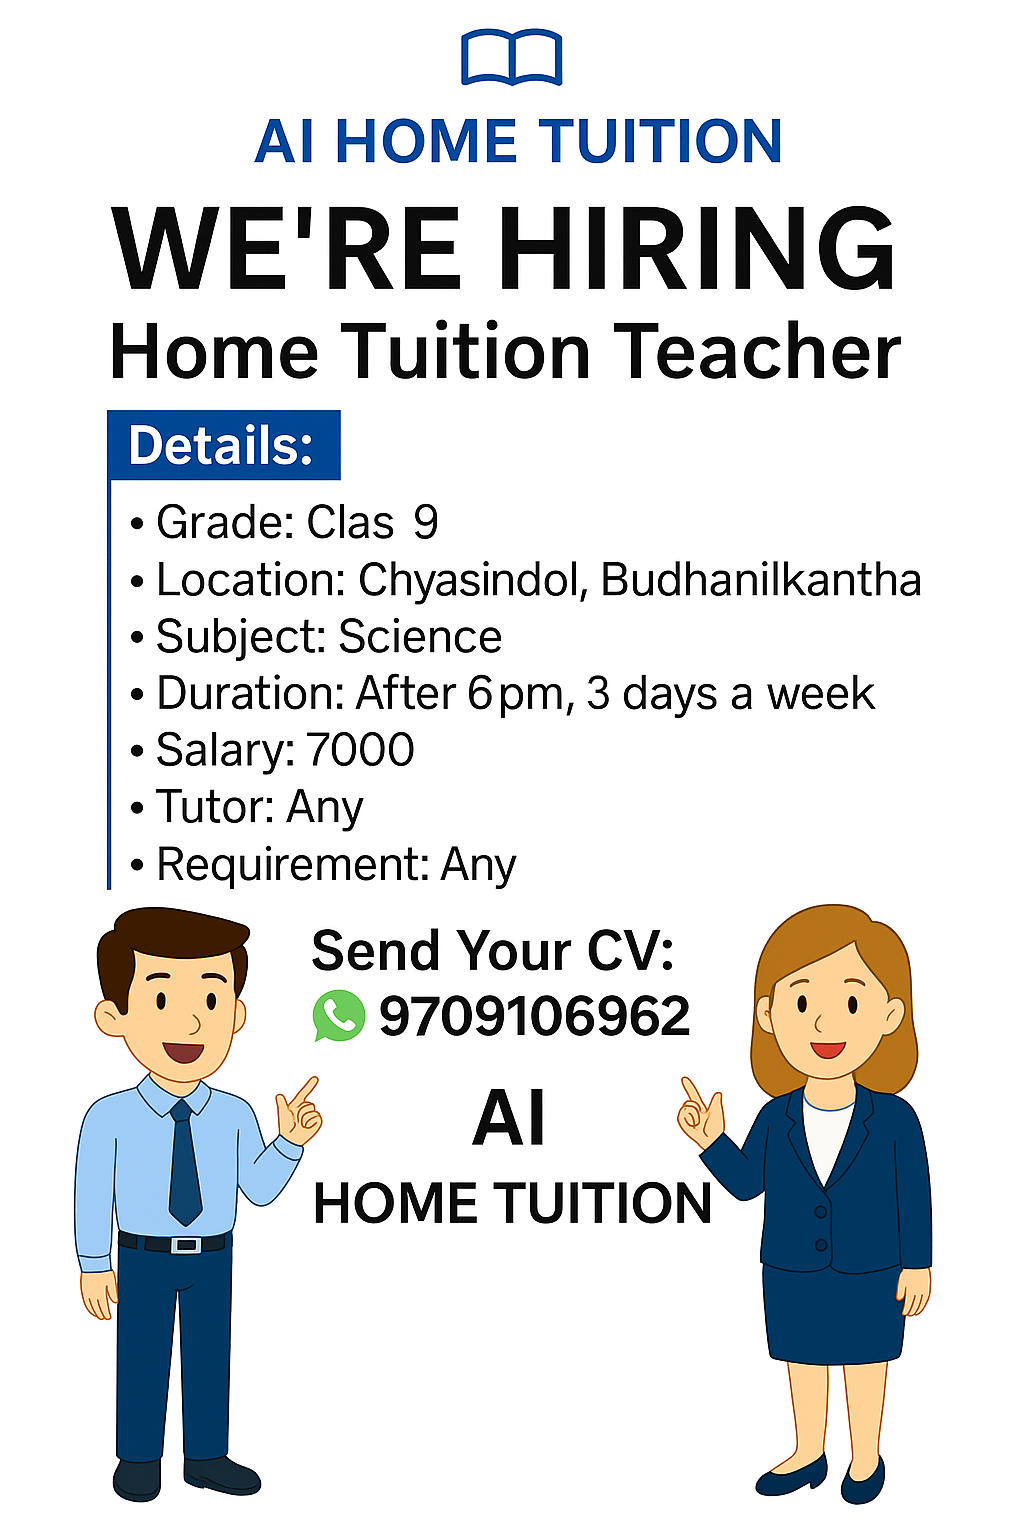 AI HOME TUITION
WE'RE HIRING
Home Tuition Teacher
Details:
• Grade: Clas 9
• Location: Chyasindol, Budhanilkantha
• Subject: Science
• Duration: After 6pm, 3 days a week
• Salary: 7000
• Tutor: Any
• Requirement: Any
Send Your CV:
9709106962
AI
HOME TUITION